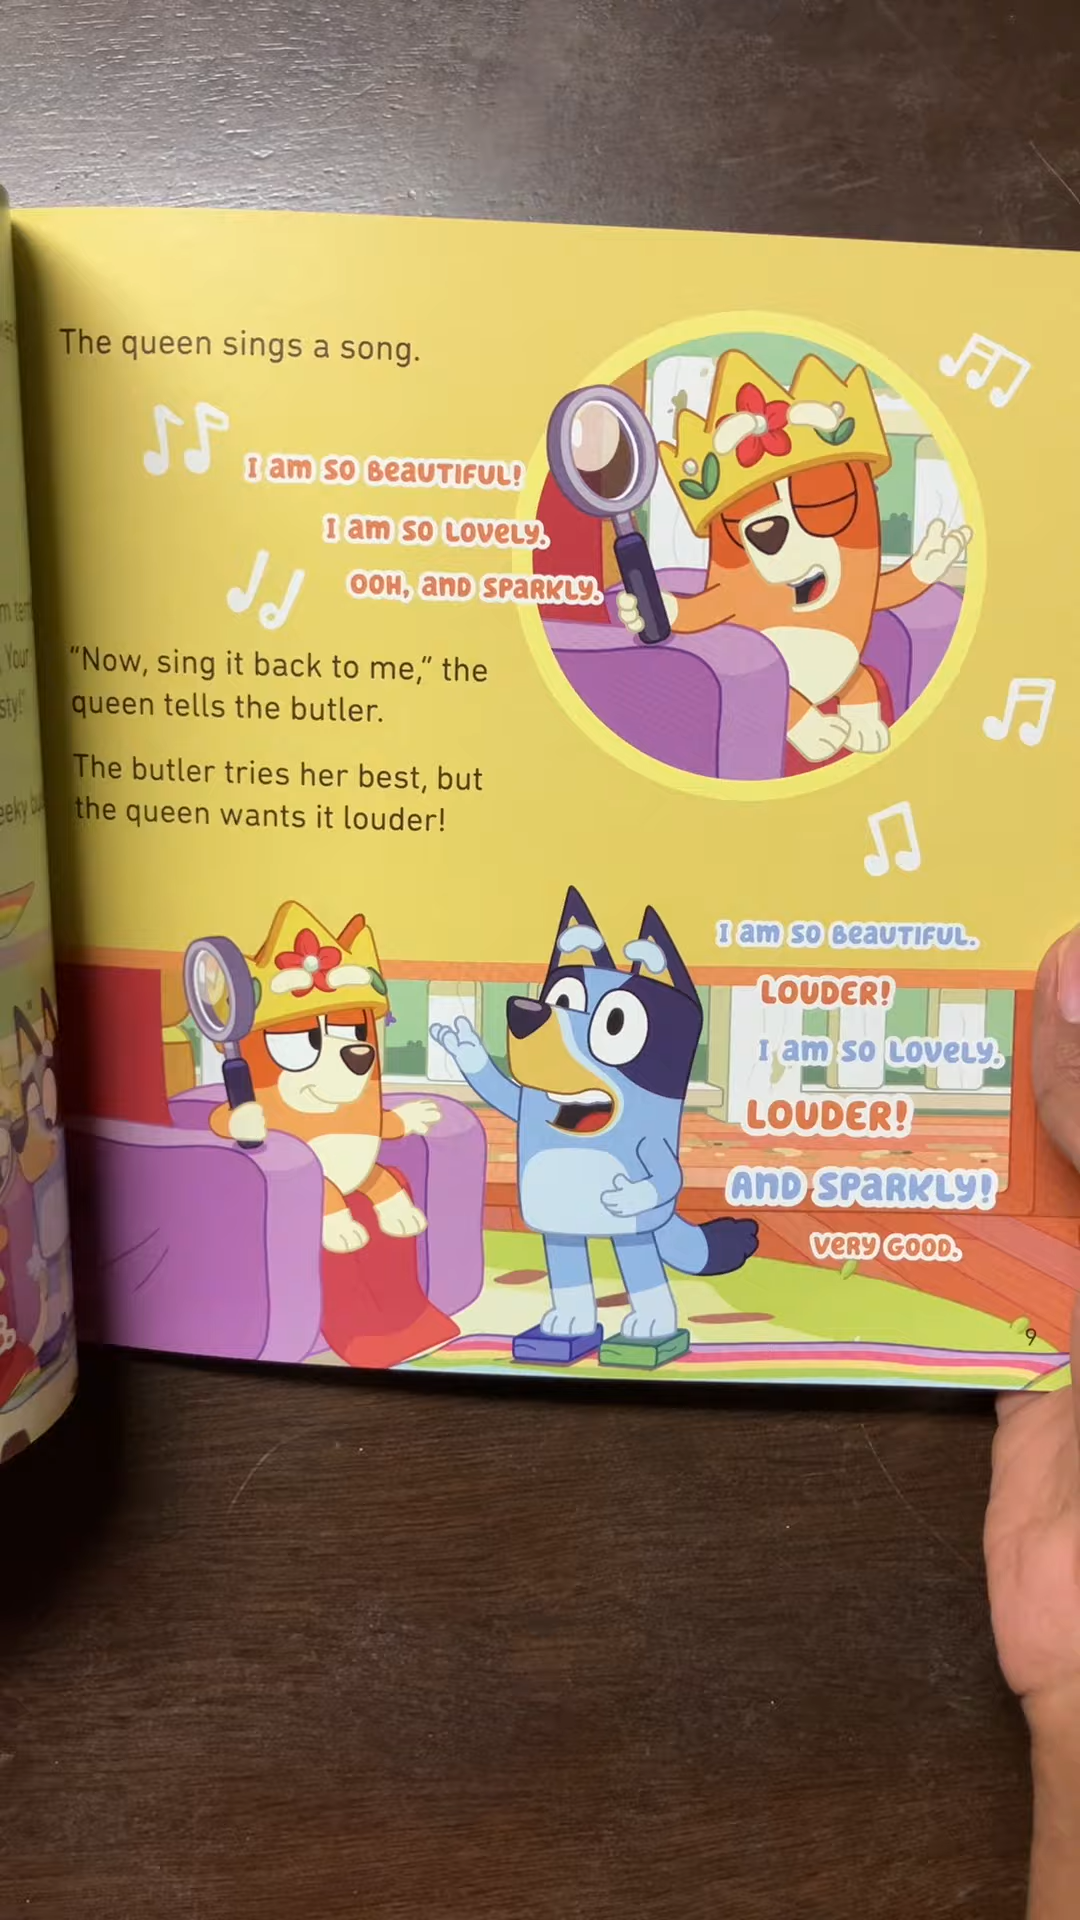 The queen sings a song.
I am so beautiful!
I am so lovely.
Ooh, and sparkly.
“Now, sing it back to me,” the
queen tells the butler.
The butler tries her best, but
the queen wants it louder!
I am so beautiful.
Louder!
I am so lovely.
Louder!
And sparkly!
Very good.
9